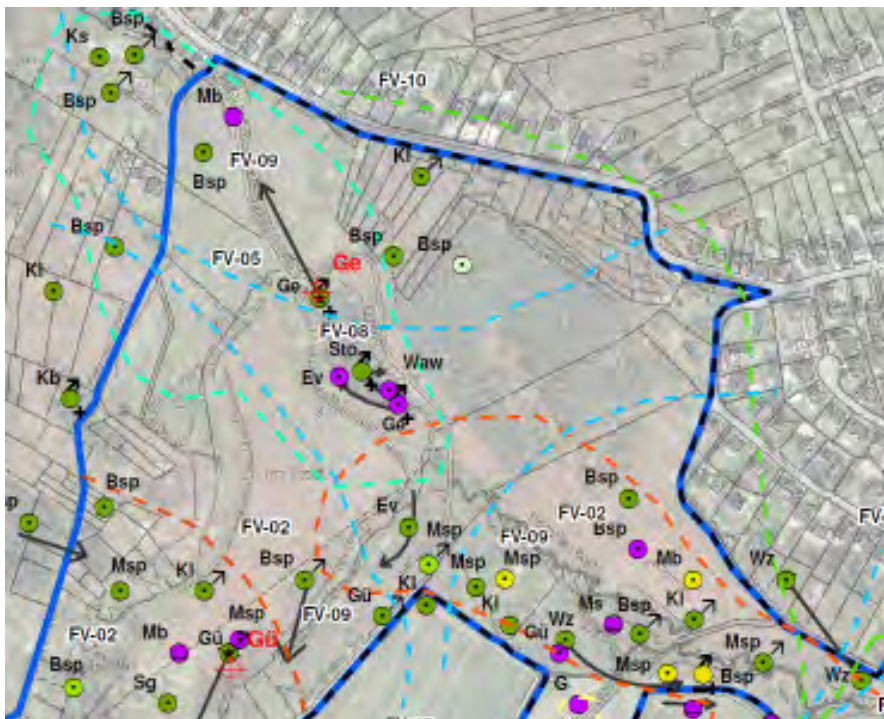 Bsp
Ks
FV-10
Bsp
Mb
FV-09
Bsp
Kl
Bsp
Bsp
Bsp
FV-05
Ge
Ge
Kl
FV-08
Sto
Waw
Ev
Kb
Ge
Bsp
Bsp
FV-02
Ev
Bsp
FV-02
Bsp
Msp
FV-09
Msp
Msp
Mb
Wz
Msp
Kl
Kl
Gü
FV-09
Kl
Ms
Bsp
Kl
FV-02
Mb
Msp
Gü
Gü
Gü
Wz
Msp
Bsp
Sg
Msp
Bsp
G
Wz